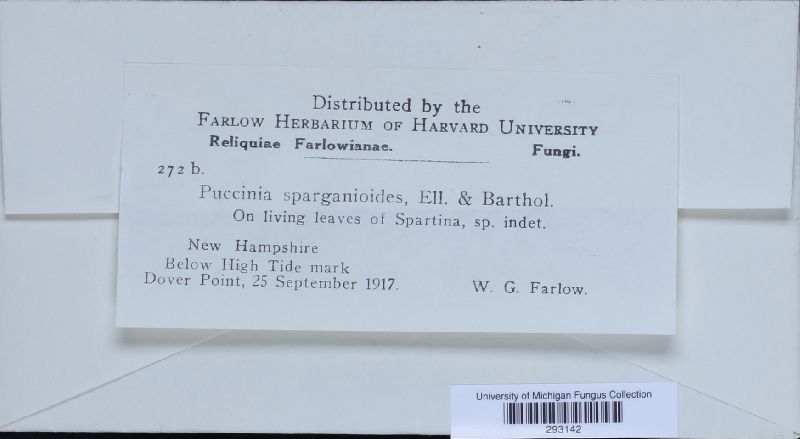 Distributed by the
FARLOW HERBARIUM OF HARVARD UNIVERSITY
Reliquiae Farlowianae. Fungi.
272 b.
Puccinia sparganioides, Ell. & Barthol.
On living leaves of Spartina, sp. indet.
New Hampshire
Below High Tide mark
Dover Point, 25 September 1917. W. G. Farlow.
University of Michigan Fungus Collection
293142